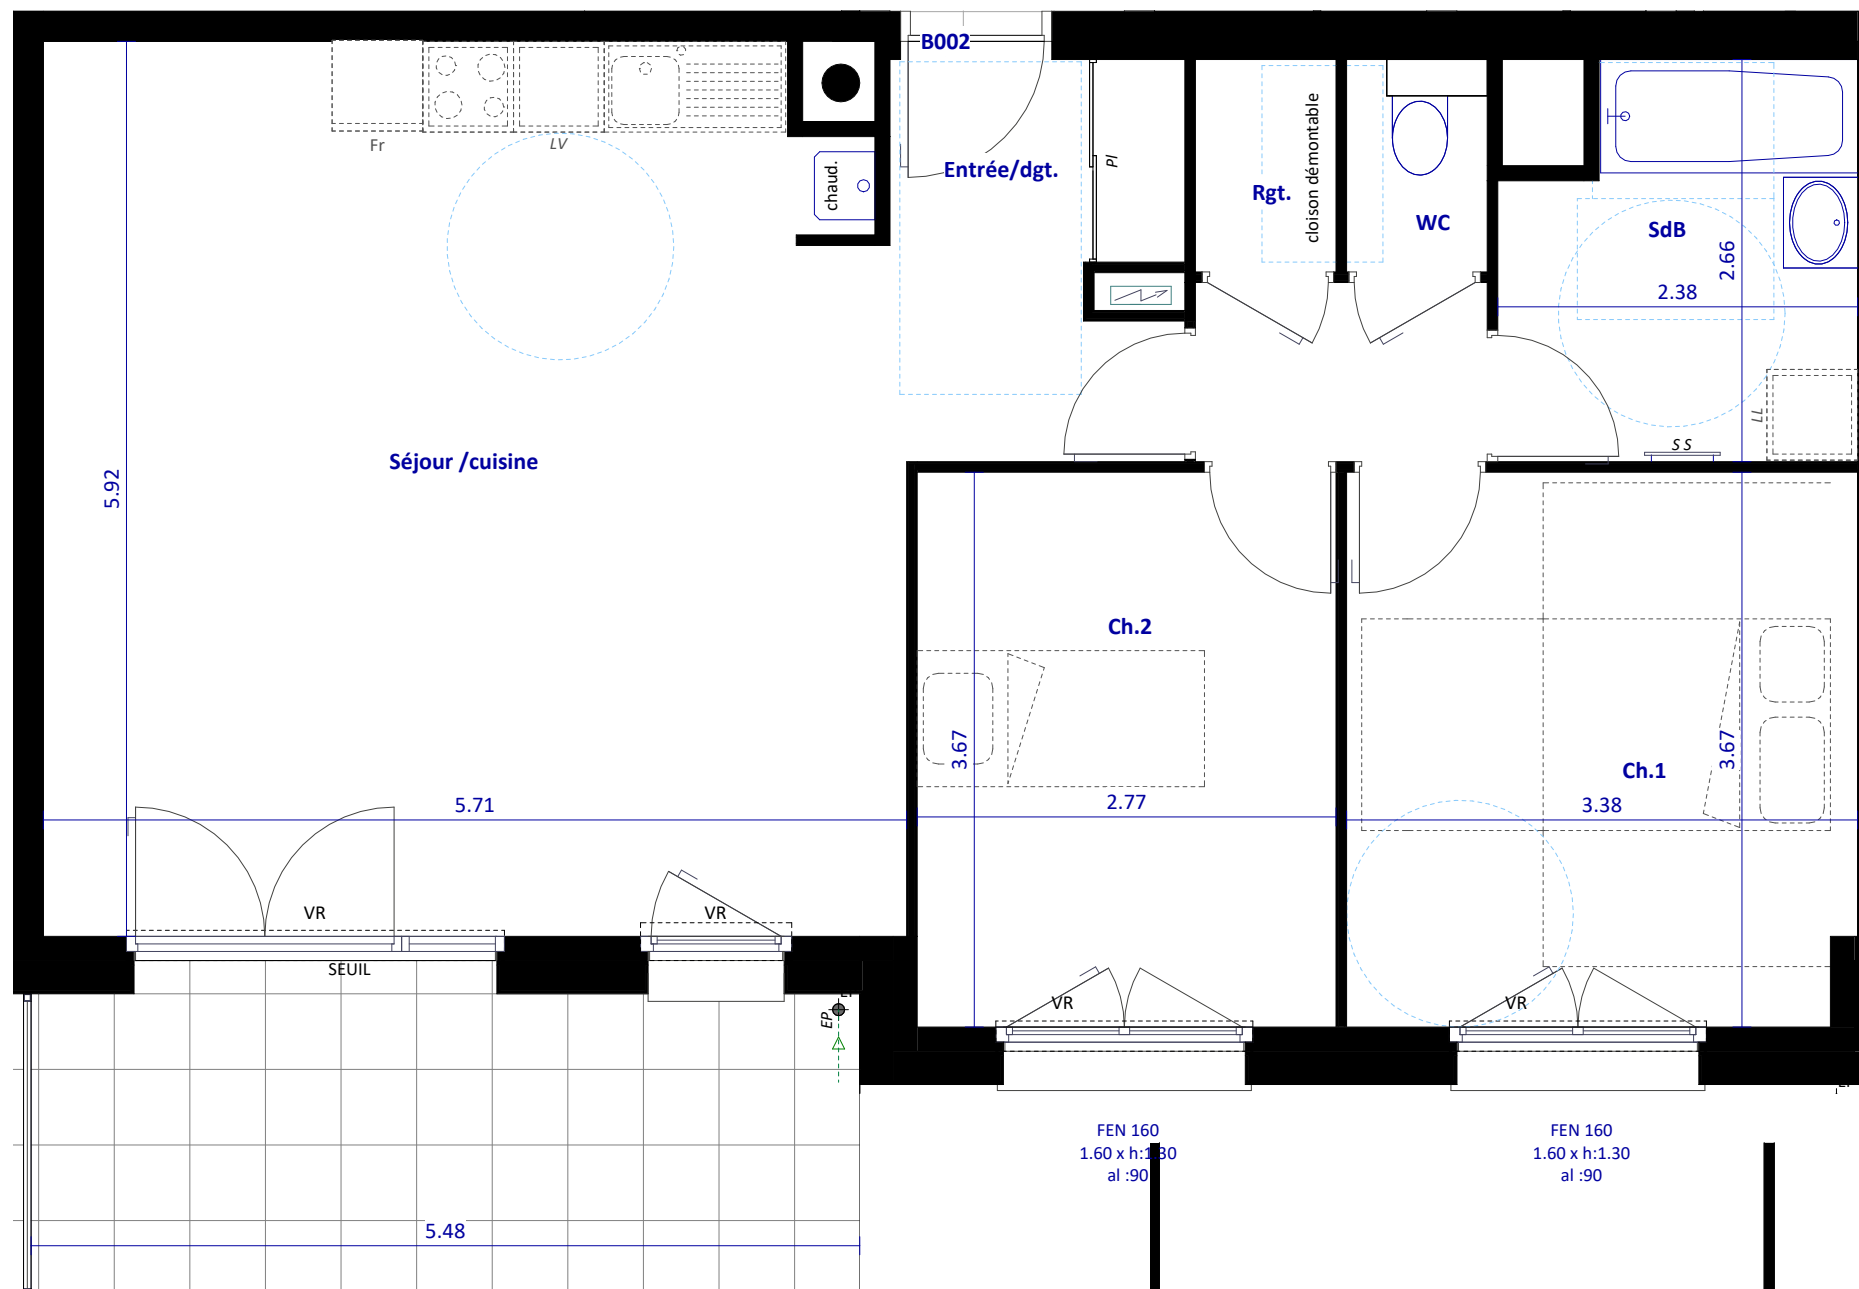 B002
Fr
LV
chaud.
Entrée/dgt.
Pl
Rgt.
cloison démontable
WC
SdB
2.66
2.38
LL
S S
Séjour /cuisine
5.92
5.71
VR
VR
SEUIL
EP
Ch.2
3.67
2.77
VR
Ch.1
3.67
3.38
VR
FEN 160
1.60 x h:1.30
al :90
FEN 160
1.60 x h:1.30
al :90
5.48